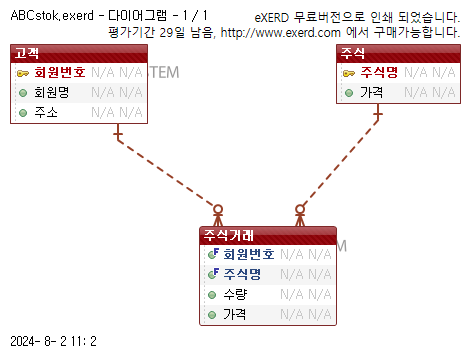 ABCstok,exerd - 다이어그램 - 1 / 1
eXERD 무료버전으로 인쇄 되었습니다.
평가기간 29일 남음, http://www.exerd.com 에서 구매가능합니다.
고객
회원번호 N/A N/A
회원명 N/A N/A
주소 N/A N/A
STEM
주식
주식명 N/A N/A
가격 N/A N/A
주식거래
F 회원번호 N/A N/A
F 주식명 N/A N/A
수량 N/A N/A
가격 N/A N/A
2024- 8- 2 11: 2